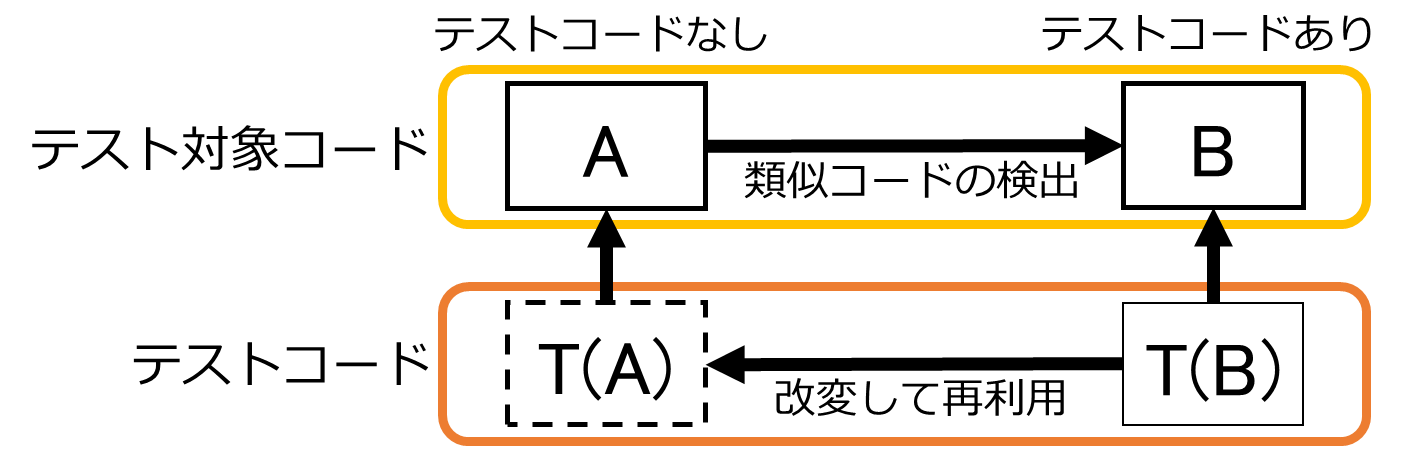 テストコードなし
テストコードあり
テスト対象コード
A
B
類似コードの検出
テストコード
T(A)
T(B)
改変して再利用